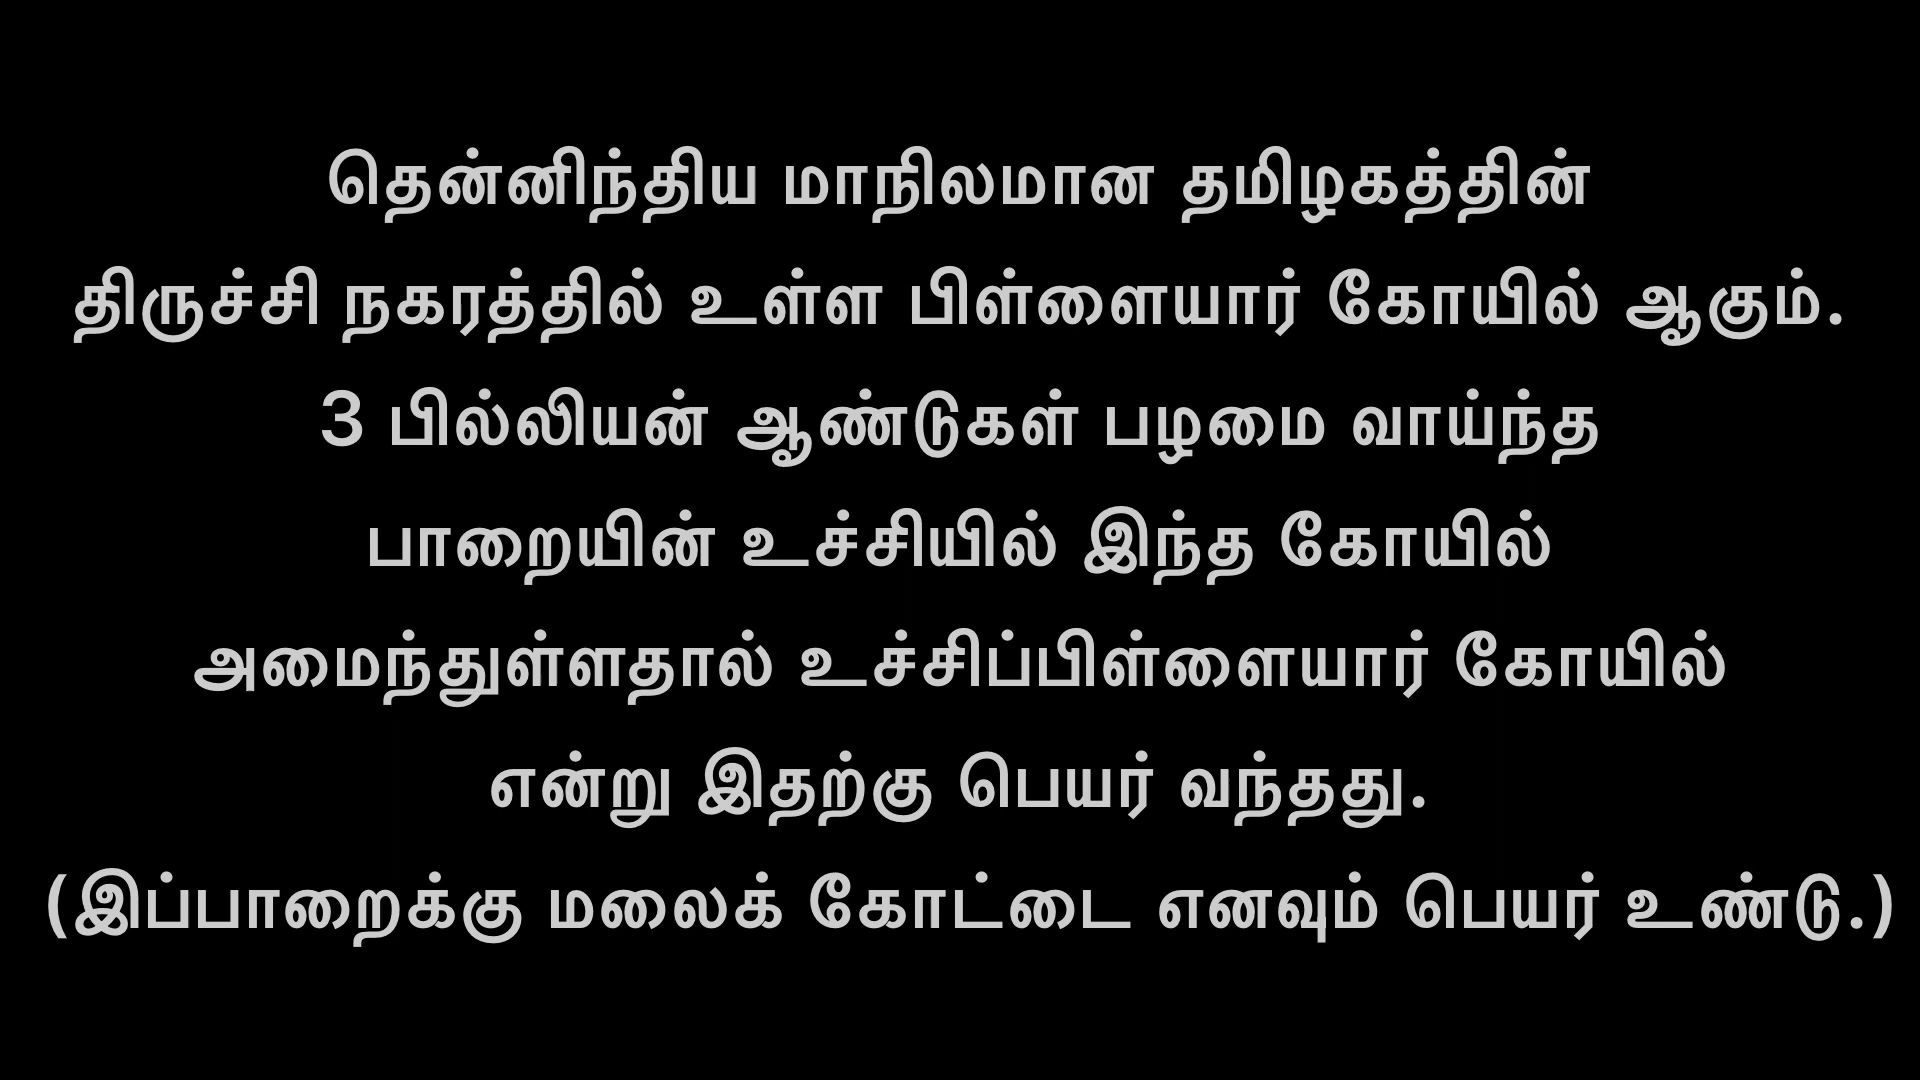 தென்னிந்திய மாநிலமான தமிழகத்தின்
திருச்சி நகரத்தில் உள்ள பிள்ளையார் கோயில் ஆகும்.
3 பில்லியன் ஆண்டுகள் பழமை வாய்ந்த
பாறையின் உச்சியில் இந்த கோயில்
அமைந்துள்ளதால் உச்சிப்பிள்ளையார் கோயில்
என்று இதற்கு பெயர் வந்தது.
(இப்பாறைக்கு மலைக் கோட்டை எனவும் பெயர் உண்டு.)